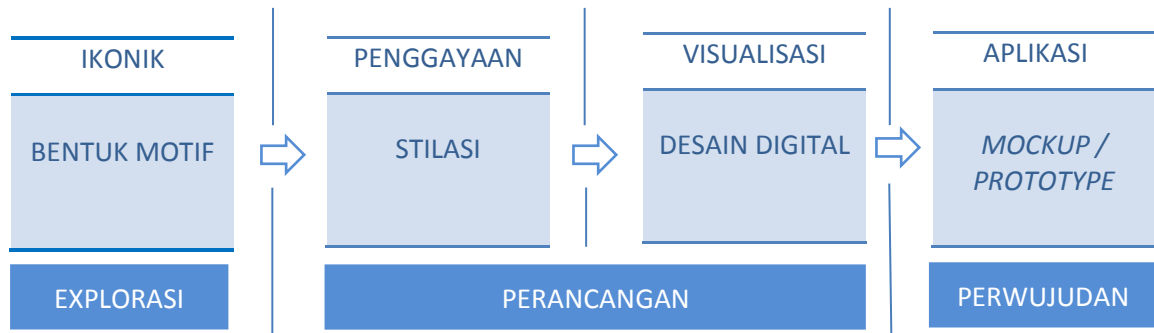 IKONIK
PENGGAYAAN
VISUALISASI
APLIKASI
BENTUK MOTIF
STILASI
DESAIN DIGITAL
MOCKUP /
PROTOTYPE
EXPLORASI
PERANCANGAN
PERWUJUDAN